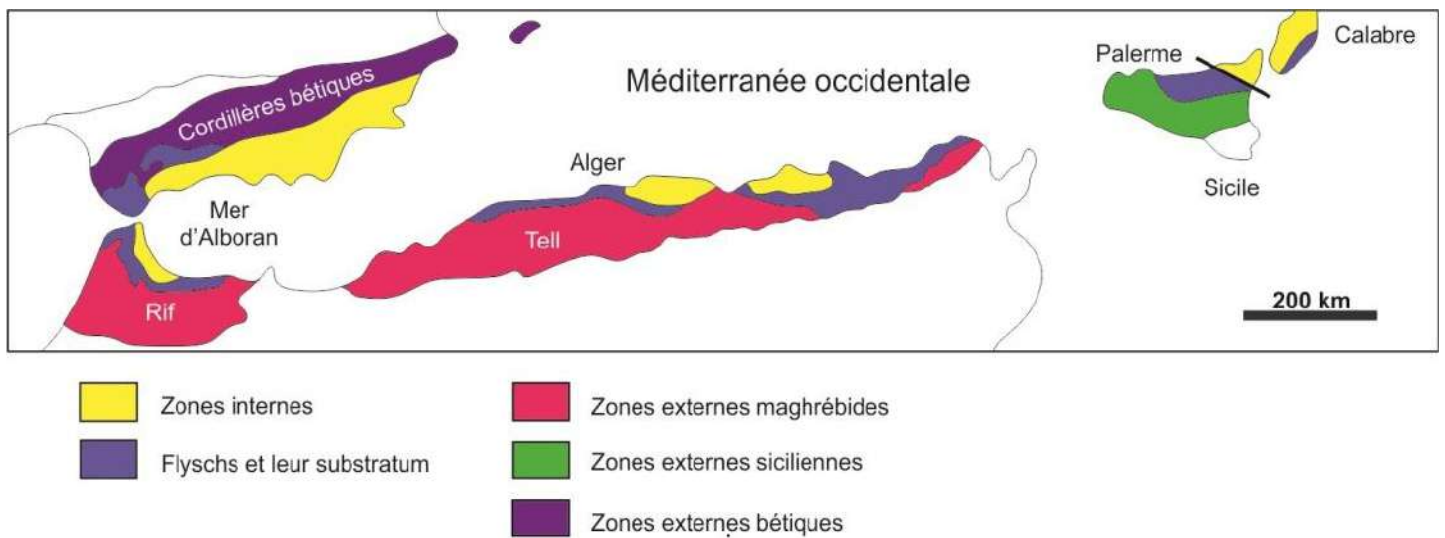 Calabre
Palerme
Méditerranée occidentale
Cordillères bétiques
Alger
Sicile
Mer
d'Alboran
Tell
Rif
200 km
Zones internes
Zones externes maghrébides
Flyschs et leur substratum
Zones externes siciliennes
Zones externes bétiques